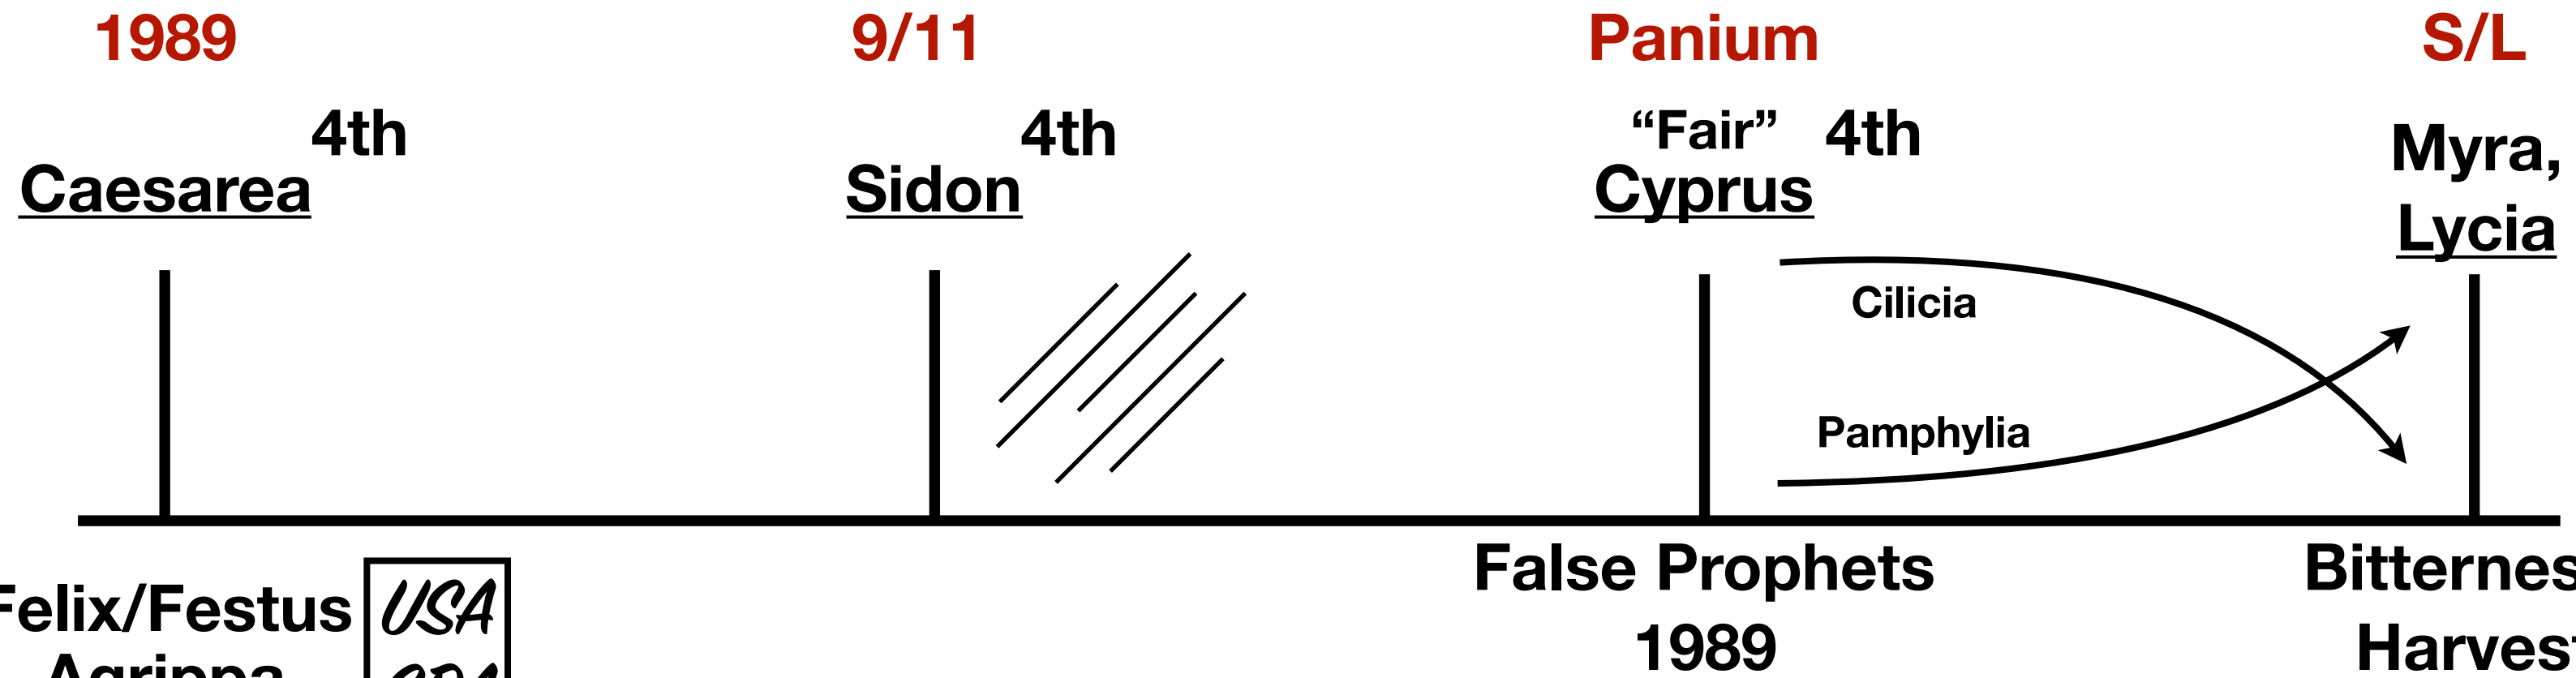 1989
9/11
Panium
S/L
4th
4th
“Fair” 4th
Myra,
Caesarea
Sidon
Cyprus
Lycia
Cilicia
Pamphylia
False Prophets
Felix/Festus
USA
1989